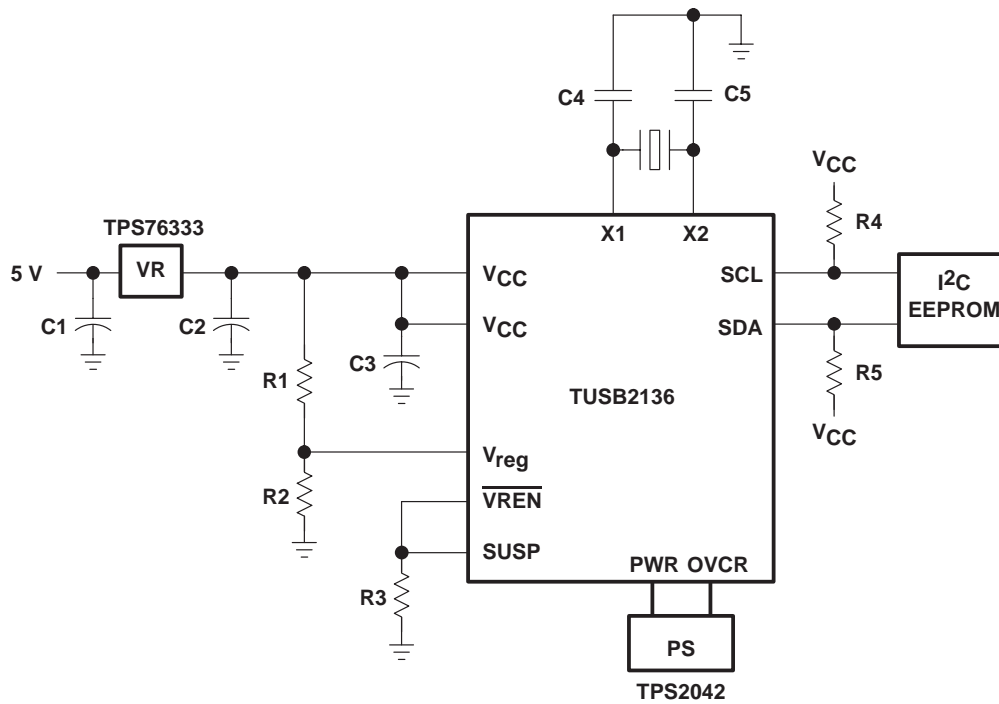 C4
C5
VCC
TPS76333
R4
X1
X2
5 V
VR
VCC
SCL
I2C
EEPROM
C1
C2
VCC
SDA
C3
R1
TUSB2136
R5
VCC
Vreg
R2
VREN
SUSP
PWR OVCR
R3
PS
TPS2042